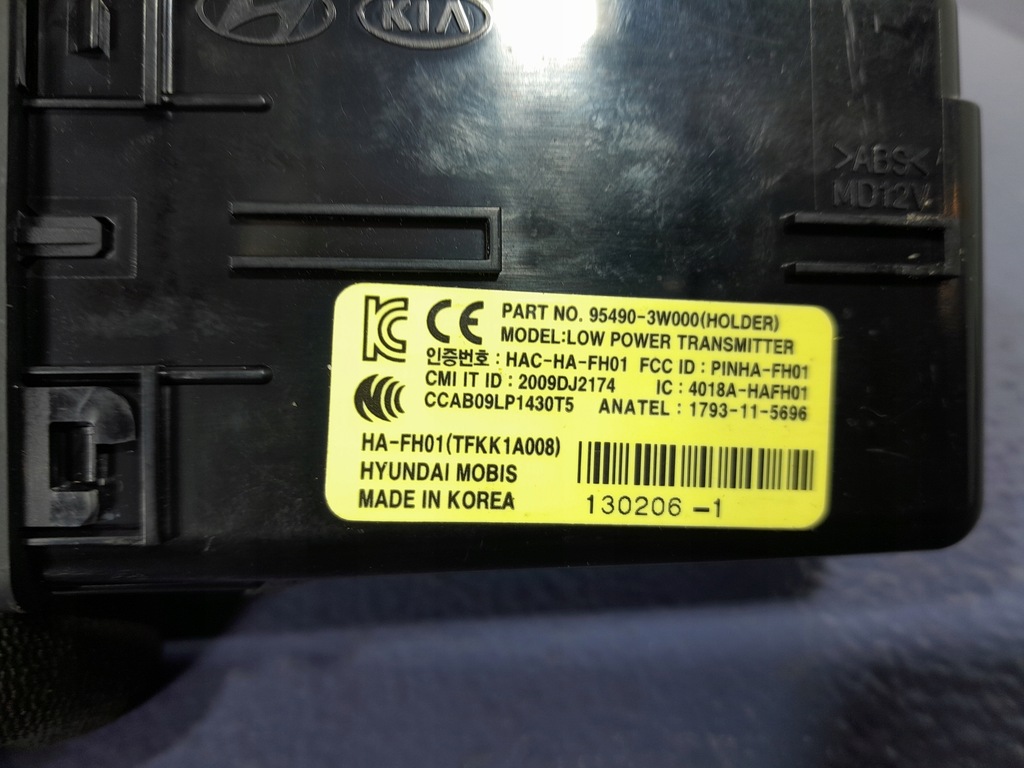 KIA
>ABS<
MD12V
KC CE PART NO. 95490-3W000(HOLDER)
MODEL:LOW POWER TRANSMITTER
인증번호 : HAC-HA-FH01 FCC ID : PINHA-FH01
CMI IT ID : 2009DJ2174 IC : 4018A-HAFH01
CCAB09LP1430T5 ANATEL : 1793-11-5696
HA-FH01(TFKK1A008)
HYUNDAI MOBIS
MADE IN KOREA
130206 -1